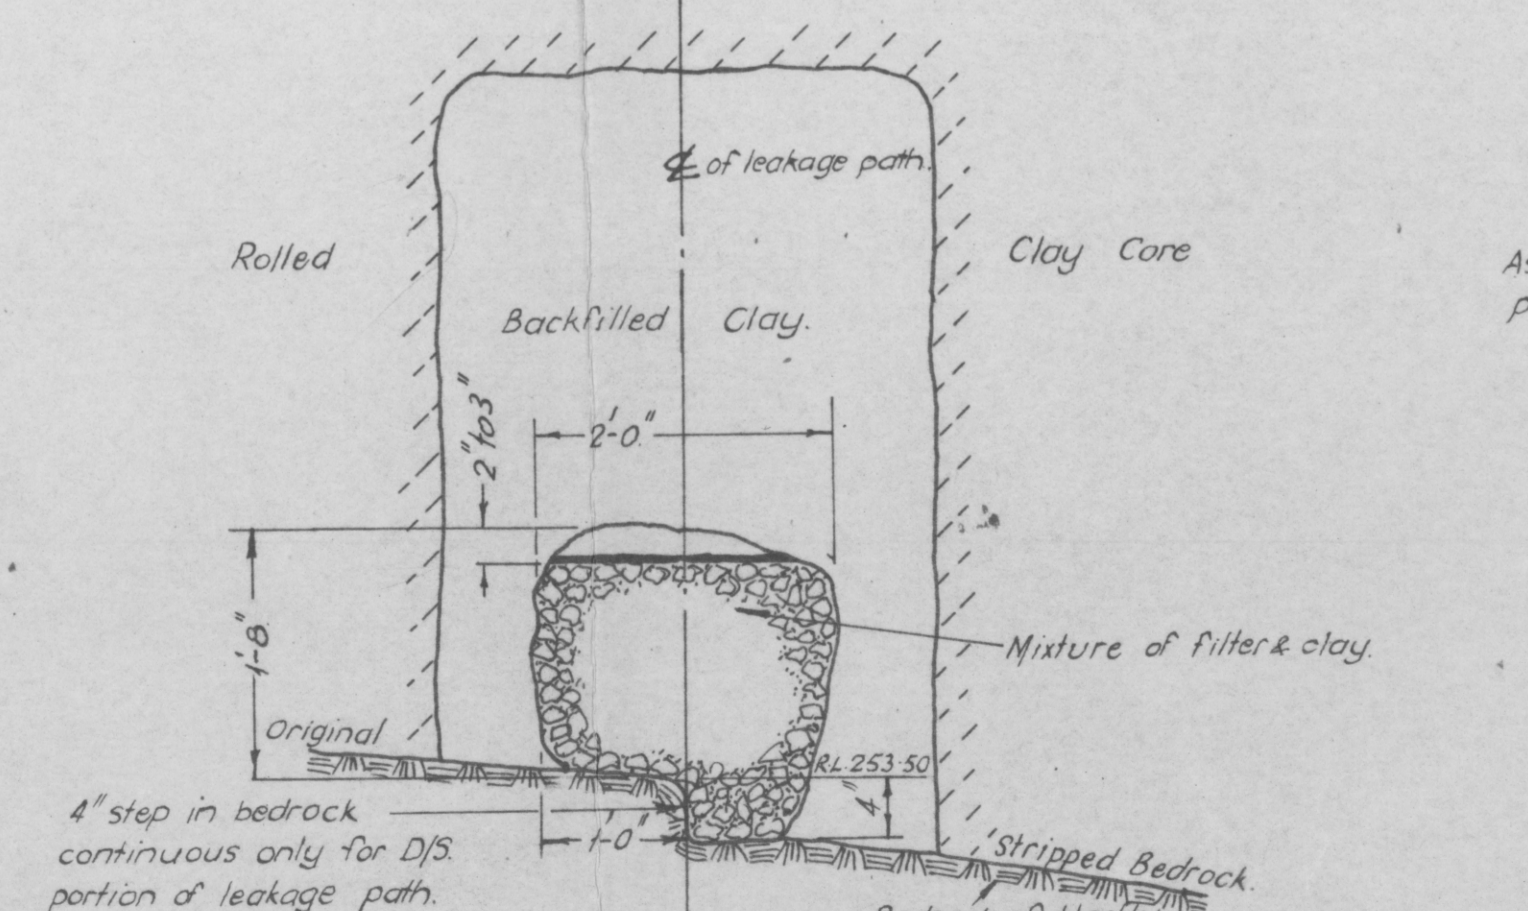 ℄ of leakage path.
Rolled
Clay Core
As
Backfilled Clay.
2" to 3"
2'-0"
1'-8"
Mixture of filter & clay.
Original
R.L. 253·50
4"
4" step in bedrock
continuous only for D/S.
portion of leakage path.
1'-0"
Stripped Bedrock.